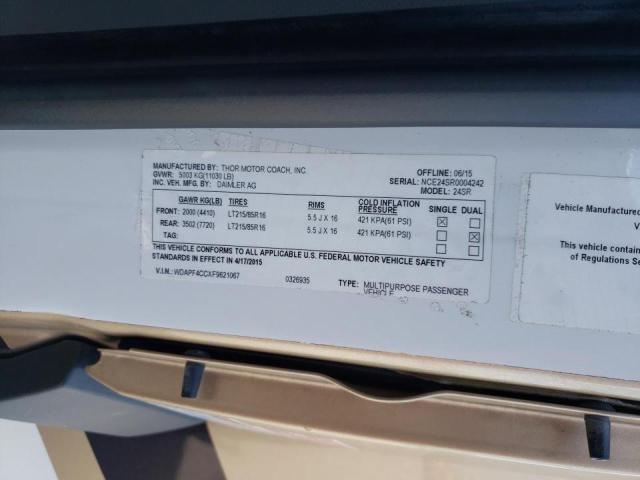 MANUFACTURED BY: THOR MOTOR COACH, INC.
GVWR: 5003 KG(11030 LB)
INC. VEH. MFG. BY: DAIMLER AG
OFFLINE: 06/15
SERIAL: NCE24SR0004242
MODEL: 24SR
GAWR KG(LB) TIRES RIMS COLD INFLATION PRESSURE SINGLE DUAL
FRONT: 2000 (4410) LT215/85R16 5.5 J X 16 421 KPA(61 PSI) ☒ ☐
REAR: 3502 (7720) LT215/85R16 5.5 J X 16 421 KPA(61 PSI) ☐ ☒
TAG: ☐ ☐
THIS VEHICLE CONFORMS TO ALL APPLICABLE U.S. FEDERAL MOTOR VEHICLE SAFETY
STANDARDS IN EFFECT IN 4/17/2015
V.I.N.: WDAPF4CCXF9621067 0326935 TYPE: MULTIPURPOSE PASSENGER
VEHICLE
Vehicle Manufactured
V
This vehicle conforms
of Regulations Se